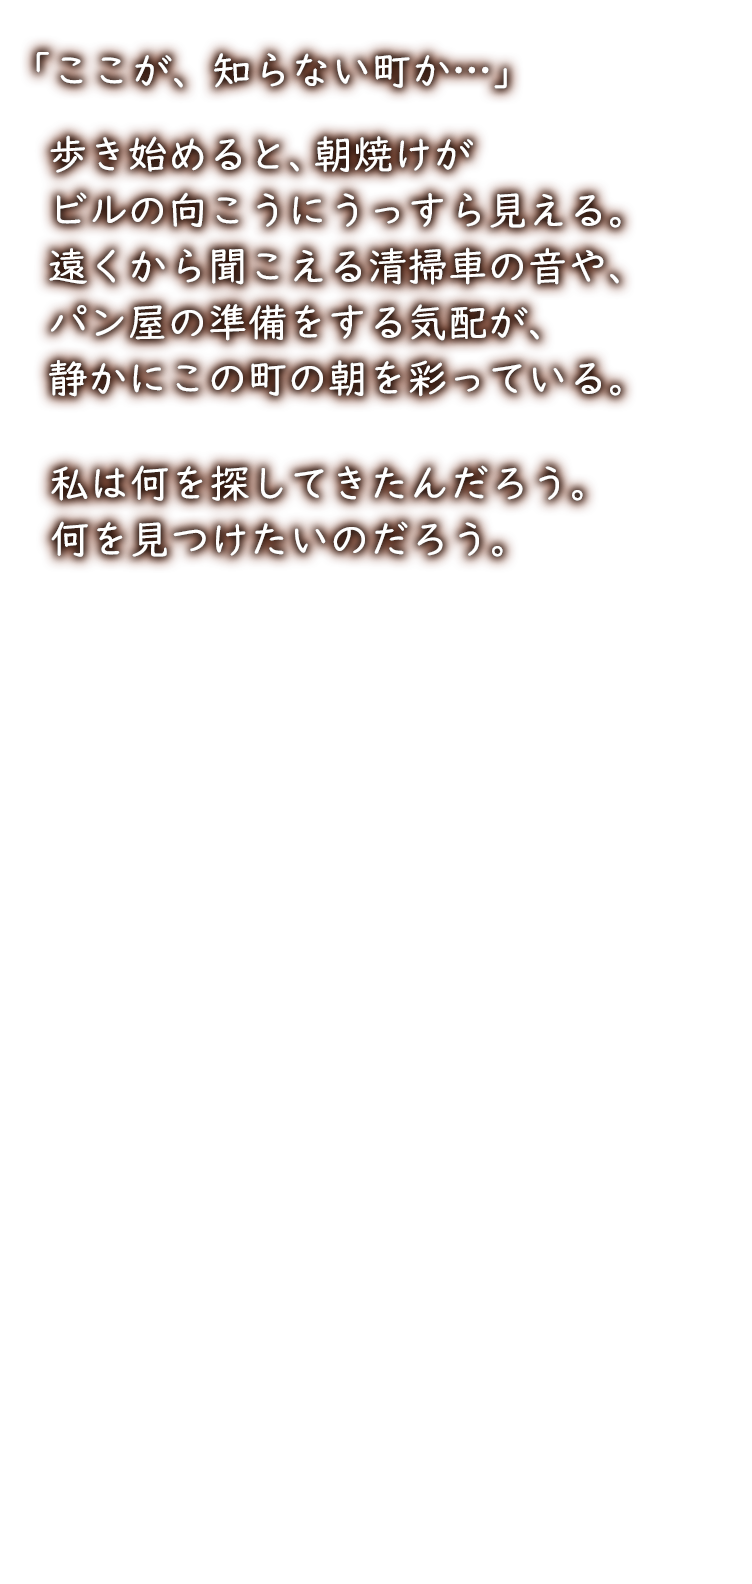 「ここが、知らない町か…」
歩き始めると、朝焼けが
ビルの向こうにうっすら見える。
遠くから聞こえる清掃車の音や、
パン屋の準備をする気配が、
静かにこの町の朝を彩っている。
私は何を探してきたんだろう。
何を見つけたいのだろう。